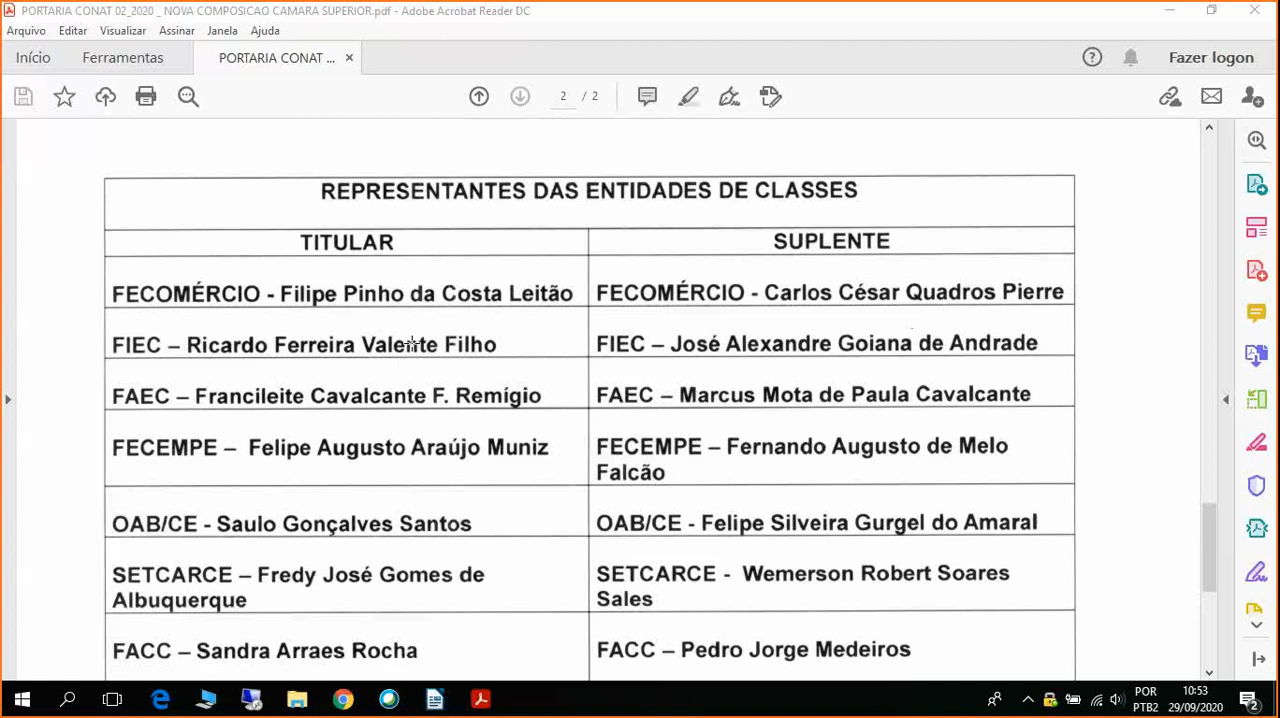 PORTARIA CONAT 02_2020 _ NOVA COMPOSICAO CAMARA SUPERIOR.pdf - Adobe Acrobat Reader DC
Arquivo Editar Visualizar Assinar Janela Ajuda
Início Ferramentas PORTARIA CONAT ... × Fazer logon
2 / 2
REPRESENTANTES DAS ENTIDADES DE CLASSES
TITULAR SUPLENTE
FECOMÉRCIO - Filipe Pinho da Costa Leitão FECOMÉRCIO - Carlos César Quadros Pierre
FIEC – Ricardo Ferreira Valente Filho FIEC – José Alexandre Goiana de Andrade
FAEC – Francileite Cavalcante F. Remígio FAEC – Marcus Mota de Paula Cavalcante
FECEMPE – Felipe Augusto Araújo Muniz FECEMPE – Fernando Augusto de Melo
Falcão
OAB/CE - Saulo Gonçalves Santos OAB/CE - Felipe Silveira Gurgel do Amaral
SETCARCE – Fredy José Gomes de SETCARCE - Wemerson Robert Soares
Albuquerque Sales
FACC – Sandra Arraes Rocha FACC – Pedro Jorge Medeiros
POR 10:53
PTB2 29/09/2020 2